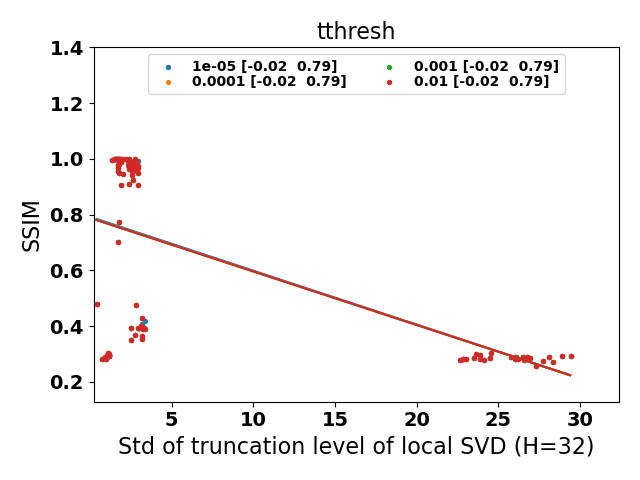 tthresh
1e-05 [-0.02  0.79]
0.0001 [-0.02  0.79]
0.001 [-0.02  0.79]
0.01 [-0.02  0.79]
1.4
1.2
1.0
0.8
0.6
0.4
0.2
SSIM
5 10 15 20 25 30
Std of truncation level of local SVD (H=32)